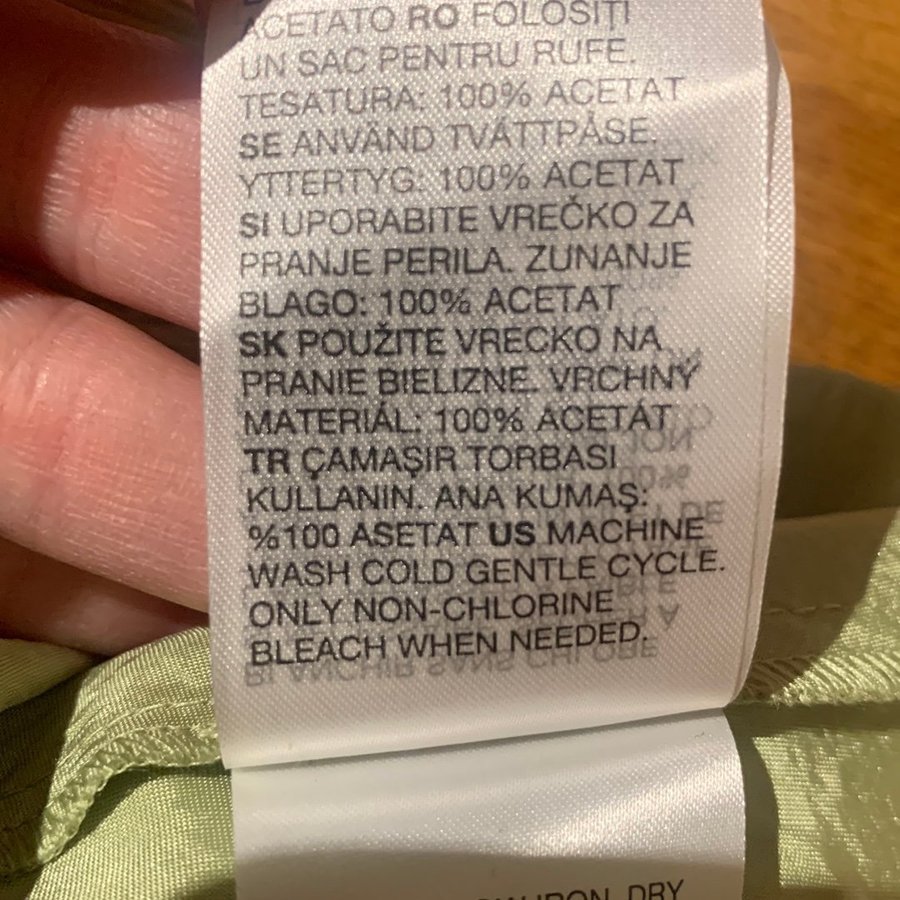 ACETATO RO FOLOSIȚI
UN SAC PENTRU RUFE.
TESATURA: 100% ACETAT
SE ANVÄND TVÄTTPÅSE.
YTTERTYG: 100% ACETAT
SI UPORABITE VREČKO ZA
PRANJE PERILA. ZUNANJE
BLAGO: 100% ACETAT
SK POUŽITE VRECKO NA
PRANIE BIELIZNE. VRCHNÝ
MATERIÁL: 100% ACETÁT
TR ÇAMAŞIR TORBASI
KULLANIN. ANA KUMAŞ:
%100 ASETAT US MACHINE
WASH COLD GENTLE CYCLE.
ONLY NON-CHLORINE
BLEACH WHEN NEEDED.
IRON. DRY